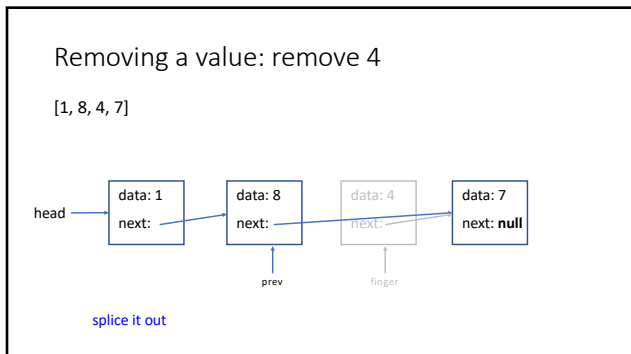 Removing a value: remove 4
[1, 8, 4, 7]
head
data: 1
next:
data: 8
next:
data: 4
next:
data: 7
next: null
prev
finger
splice it out